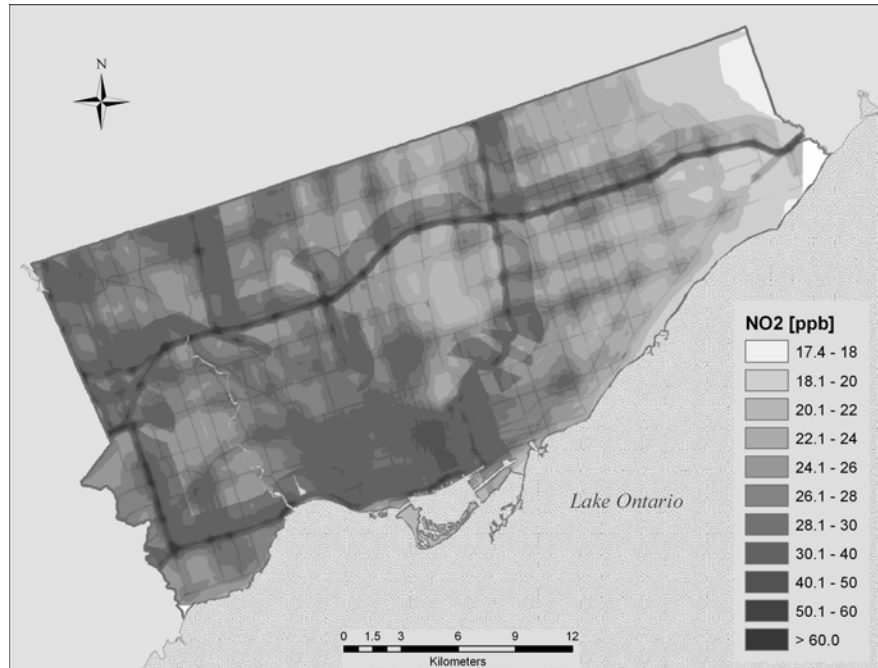 N
Lake Ontario
NO2 [ppb]
17.4 - 18
18.1 - 20
20.1 - 22
22.1 - 24
24.1 - 26
26.1 - 28
28.1 - 30
30.1 - 40
40.1 - 50
50.1 - 60
> 60.0
0 1.5 3 6 9 12
Kilometers